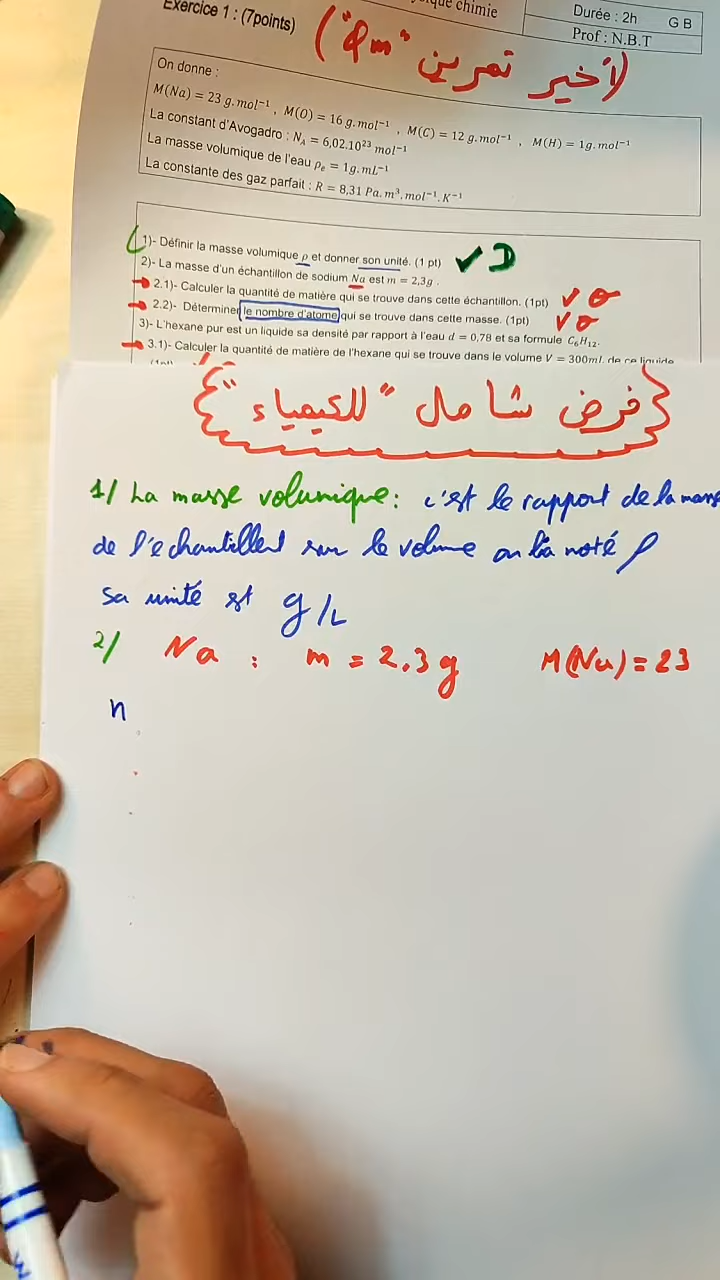 Exercice 1 : (7points)
ique chimie
Durée : 2h G B
Prof : N.B.T
(لأخير تمرين "Qm")
On donne :
M(Na) = 23 g.mol⁻¹ , M(O) = 16 g.mol⁻¹ , M(C) = 12 g.mol⁻¹ , M(H) = 1g.mol⁻¹
La constant d'Avogadro : N_A = 6,02.10²³ mol⁻¹
La masse volumique de l'eau ρₑ = 1g.mL⁻¹
La constante des gaz parfait : R = 8,31 Pa.m³.mol⁻¹.K⁻¹
1)- Définir la masse volumique ρ et donner son unité. (1 pt)
2)- La masse d'un échantillon de sodium Na est m = 2,3g .
2.1)- Calculer la quantité de matière qui se trouve dans cette échantillon. (1pt)
2.2)- Déterminer le nombre d'atome qui se trouve dans cette masse. (1pt)
3)- L'hexane pur est un liquide sa densité par rapport à l'eau d = 0,78 et sa formule C₆H₁₂.
3.1)- Calculer la quantité de matière de l'hexane qui se trouve dans le volume V = 300ml de ce liquide
{فرض شامل "للكيمياء"}
1/ La masse volumique : c'est le rapport de la masse
de l'echantillent sur le volume on la noté ρ
sa unité est g/L
2/ Na : m = 2.3g M(Na) = 23
n